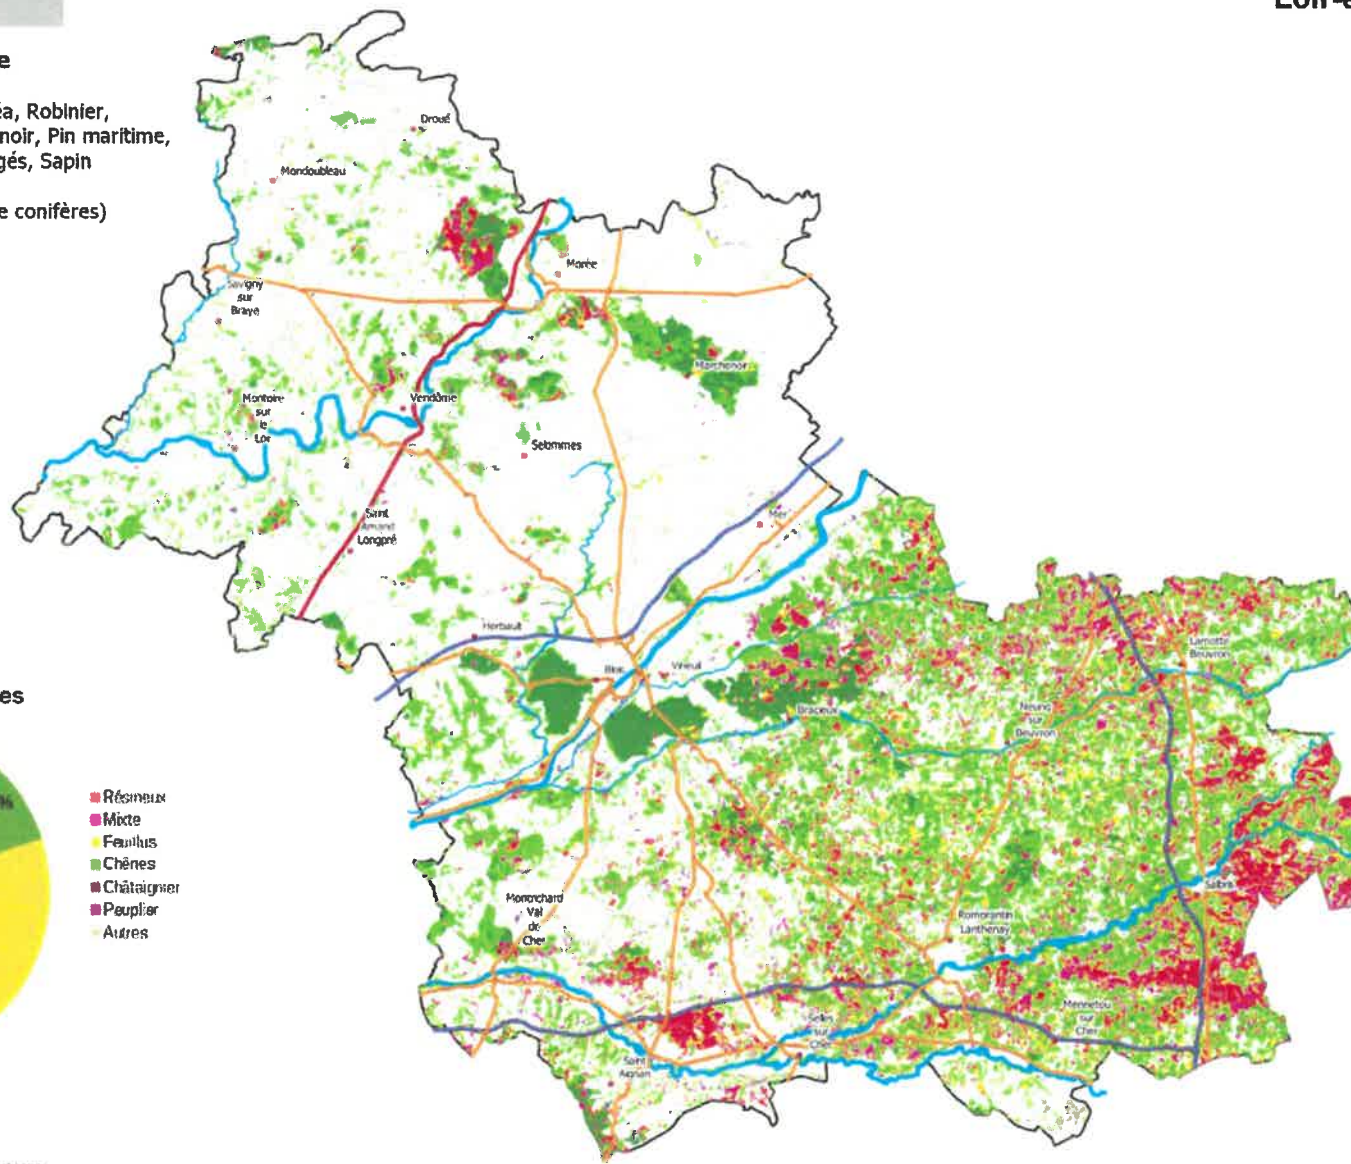 Loir-e
e
éa, Robinier,
noir, Pin maritime,
gés, Sapin
e conifères)
Droué
Mondoubleau
Morée
Savigny
sur
Braye
Marchenoir
Montoire
sur
le
Loir
Vendôme
Selommes
Saint
Amand
Longpré
Mer
Herbault
Blois
Vineuil
Lamotte
Beuvron
es
%
Bracieux
Neung
sur
Beuvron
Résineux
Mixte
Feuillus
Chênes
Châtaignier
Peuplier
Autres
Salbris
Montrichard
Val
de
Cher
Romorantin
Lanthenay
Mennetou
sur
Cher
Selles
sur
Cher
Saint
Aignan